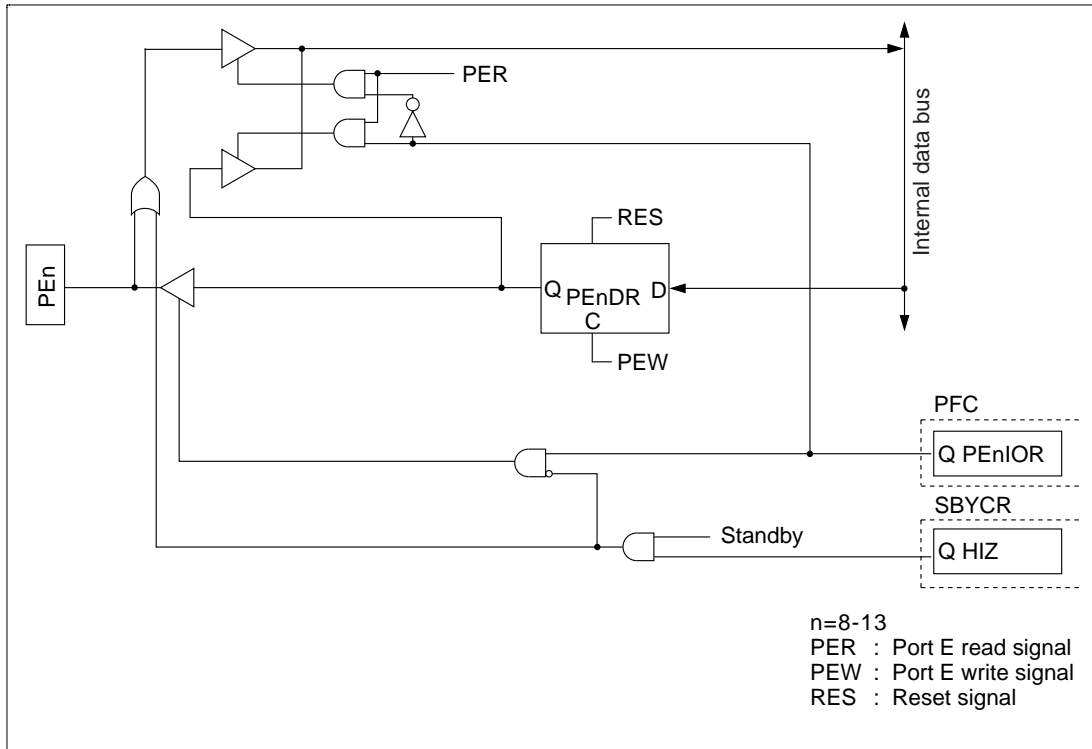 PER
Internal data bus
RES
PEn
Q
PEnDR
D
C
PEW
PFC
Q PEnIOR
SBYCR
Standby
Q HIZ
n=8-13
PER : Port E read signal
PEW : Port E write signal
RES : Reset signal